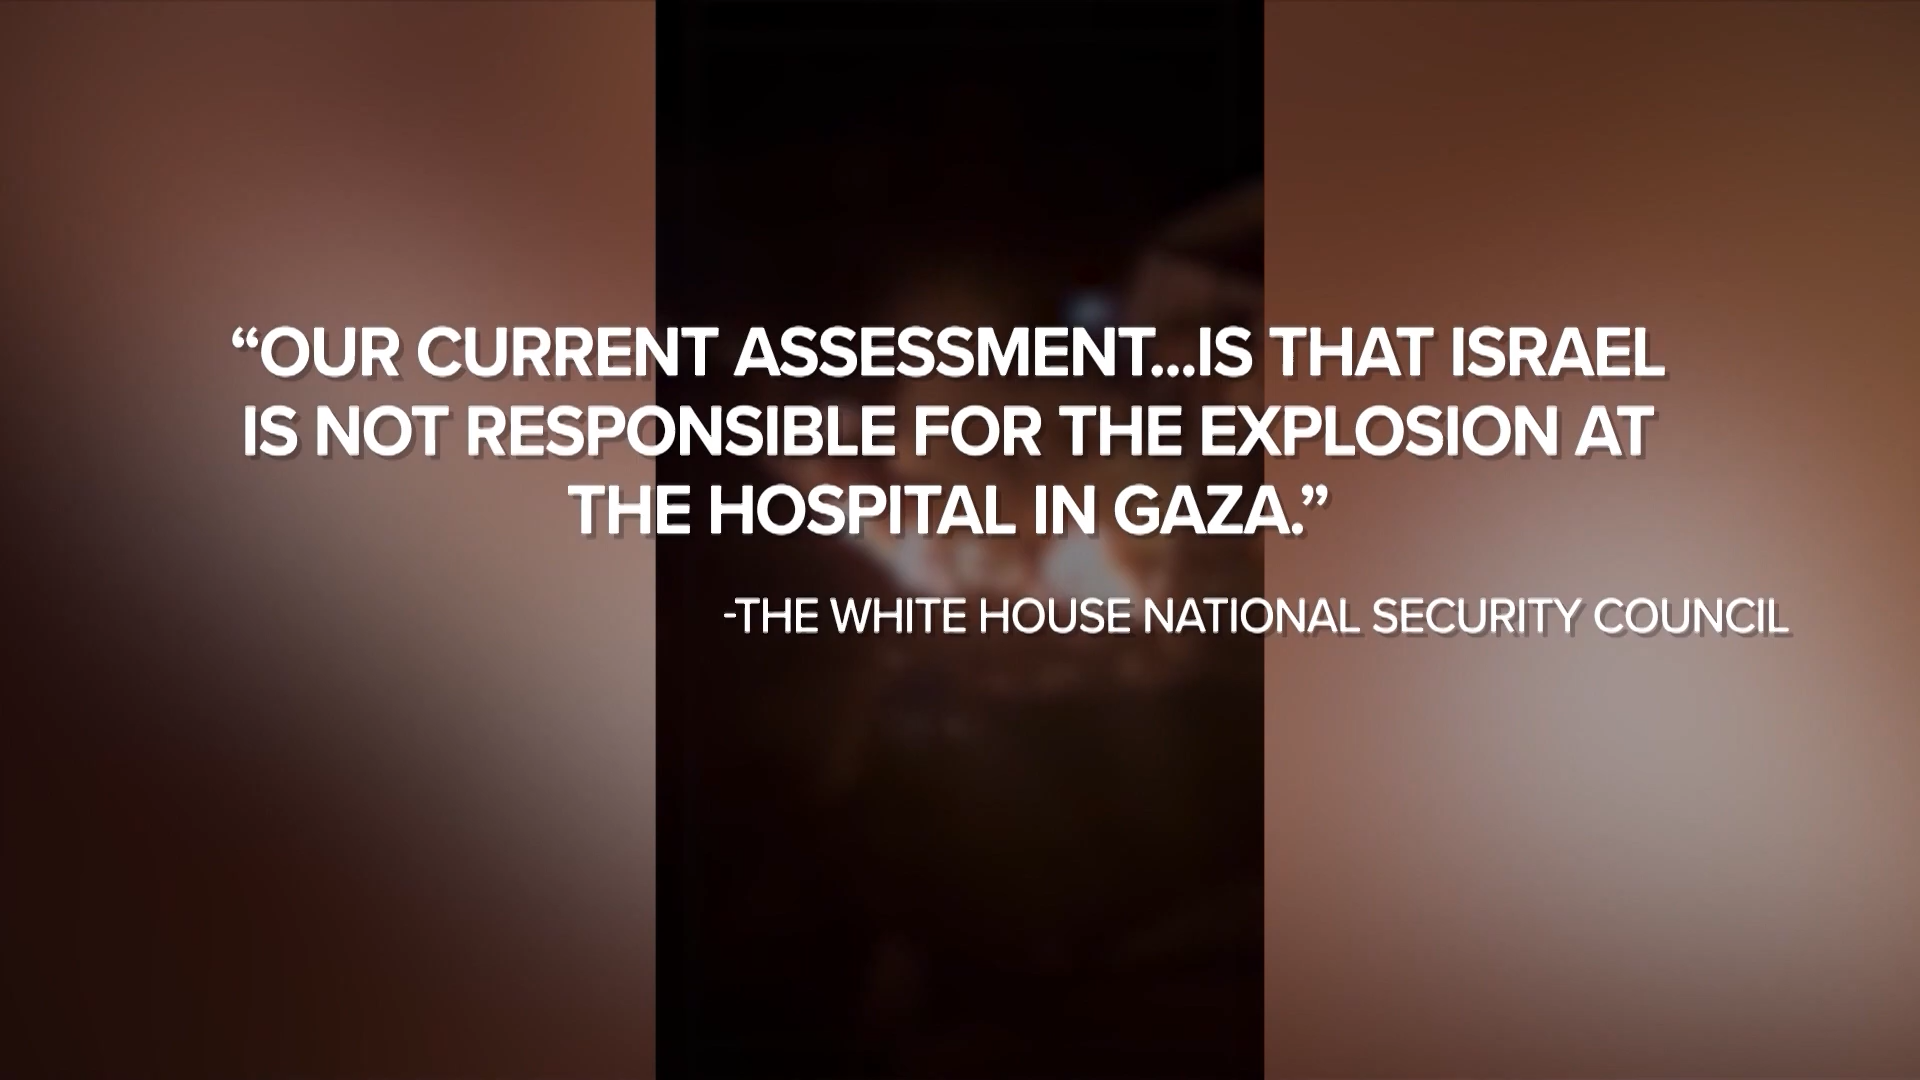 “OUR CURRENT ASSESSMENT...IS THAT ISRAEL
IS NOT RESPONSIBLE FOR THE EXPLOSION AT
THE HOSPITAL IN GAZA.”
-THE WHITE HOUSE NATIONAL SECURITY COUNCIL